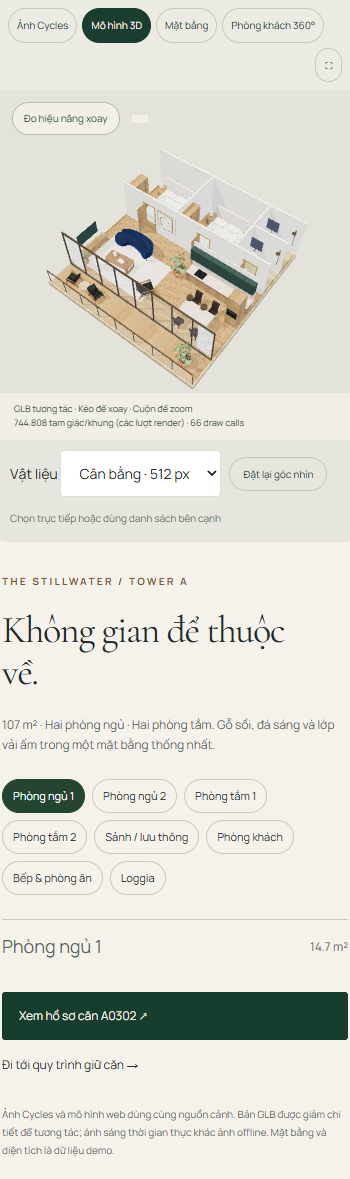 Ảnh Cycles
Mô hình 3D
Mặt bằng
Phòng khách 360°
Đo hiệu năng xoay
GLB tương tác · Kéo để xoay · Cuộn để zoom
744.808 tam giác/khung (các lượt render) · 66 draw calls
Vật liệu
Cân bằng · 512 px
Đặt lại góc nhìn
Chọn trực tiếp hoặc dùng danh sách bên cạnh
THE STILLWATER / TOWER A
Không gian để thuộc
về.
107 m² · Hai phòng ngủ · Hai phòng tắm. Gỗ sồi, đá sáng và lớp
vải ấm trong một mặt bằng thống nhất.
Phòng ngủ 1
Phòng ngủ 2
Phòng tắm 1
Phòng tắm 2
Sảnh / lưu thông
Phòng khách
Bếp & phòng ăn
Loggia
Phòng ngủ 1
14.7 m²
Xem hồ sơ căn A0302 ↗
Đi tới quy trình giữ căn →
Ảnh Cycles và mô hình web dùng cùng nguồn cảnh. Bản GLB được giảm chi
tiết để tương tác; ánh sáng thời gian thực khác ảnh offline. Mặt bằng và
diện tích là dữ liệu demo.